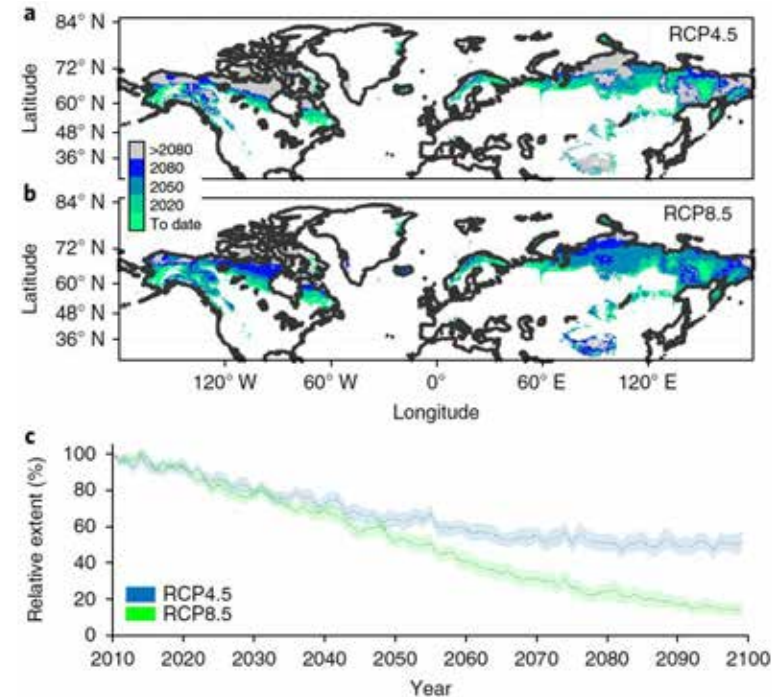 a
84° N
72° N
60° N
48° N
36° N
Latitude
RCP4.5
>2080
2080
2050
2020
To date
b
84° N
72° N
60° N
48° N
36° N
Latitude
RCP8.5
120° W 60° W 0° 60° E 120° E
Longitude
c
100
80
60
40
20
0
Relative extent (%)
RCP4.5
RCP8.5
2010 2020 2030 2040 2050 2060 2070 2080 2090 2100
Year